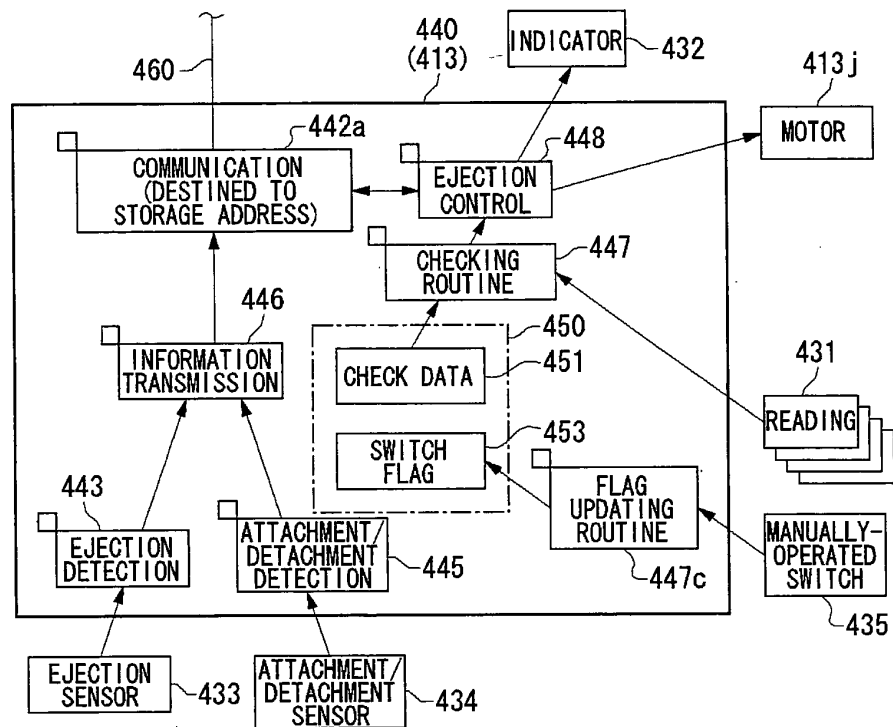 440
(413)
INDICATOR
432
460
413j
MOTOR
442a
COMMUNICATION
(DESTINED TO
STORAGE ADDRESS)
448
EJECTION
CONTROL
CHECKING
ROUTINE
447
446
INFORMATION
TRANSMISSION
450
CHECK DATA
451
431
READING
453
SWITCH
FLAG
443
EJECTION
DETECTION
ATTACHMENT/
DETACHMENT
DETECTION
445
FLAG
UPDATING
ROUTINE
447c
MANUALLY-
OPERATED
SWITCH
435
EJECTION
SENSOR
433
ATTACHMENT/
DETACHMENT
SENSOR
434